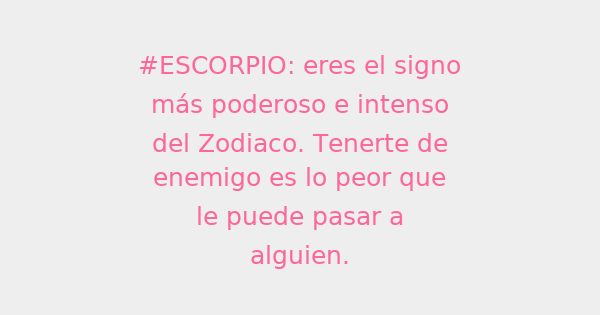 #ESCORPIO: eres el signo
más poderoso e intenso
del Zodiaco. Tenerte de
enemigo es lo peor que
le puede pasar a
alguien.